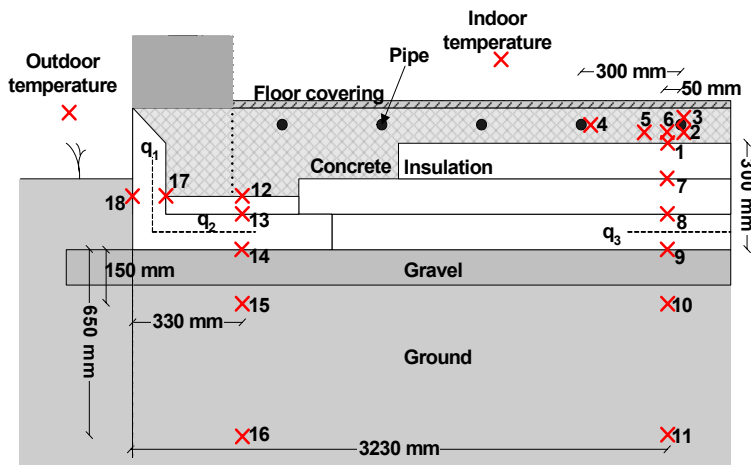 Indoor
temperature
Outdoor
temperature
Pipe
300 mm
50 mm
Floor covering
3
4
5
6
2
1
q1
Concrete
Insulation
300 mm
7
17
12
18
q2
13
8
q3
14
9
150 mm
Gravel
15
10
650 mm
330 mm
Ground
16
11
3230 mm